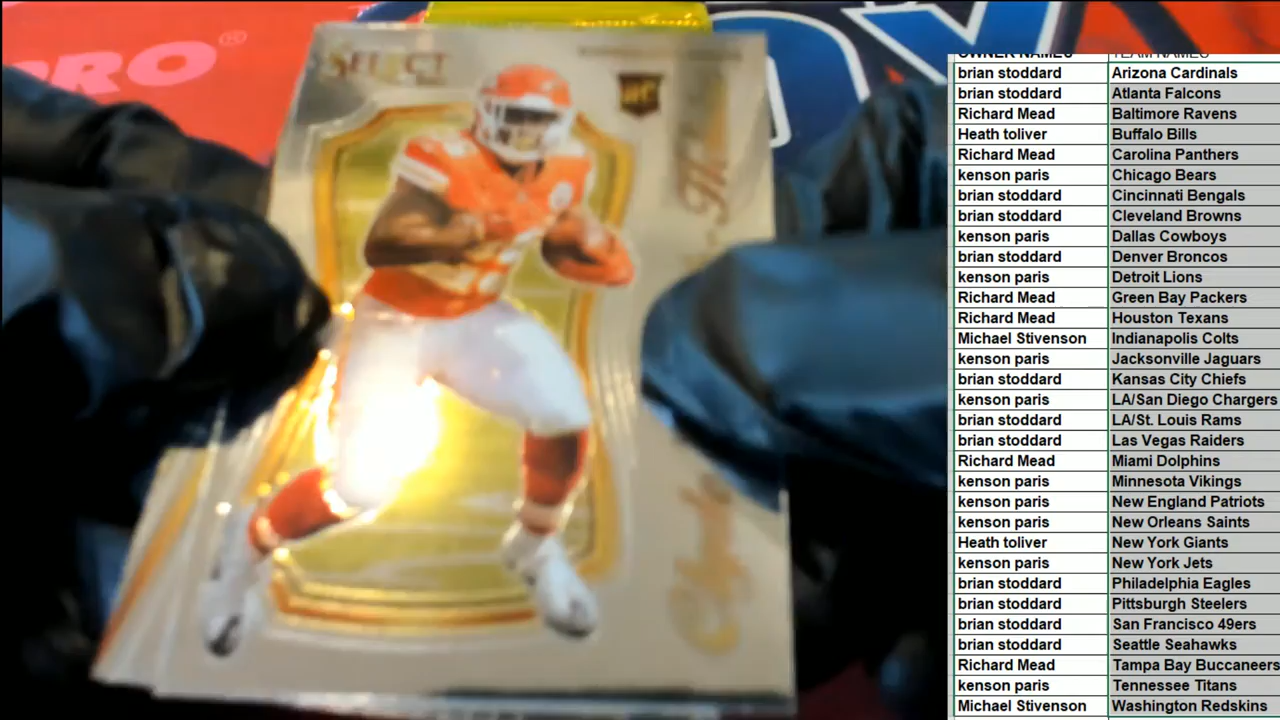 PRO®
SELECT
RC
OWNER NAMES TEAM NAMES
brian stoddard Arizona Cardinals
brian stoddard Atlanta Falcons
Richard Mead Baltimore Ravens
Heath toliver Buffalo Bills
Richard Mead Carolina Panthers
kenson paris Chicago Bears
brian stoddard Cincinnati Bengals
brian stoddard Cleveland Browns
kenson paris Dallas Cowboys
brian stoddard Denver Broncos
kenson paris Detroit Lions
Richard Mead Green Bay Packers
Richard Mead Houston Texans
Michael Stivenson Indianapolis Colts
kenson paris Jacksonville Jaguars
brian stoddard Kansas City Chiefs
kenson paris LA/San Diego Chargers
brian stoddard LA/St. Louis Rams
brian stoddard Las Vegas Raiders
Richard Mead Miami Dolphins
kenson paris Minnesota Vikings
kenson paris New England Patriots
kenson paris New Orleans Saints
Heath toliver New York Giants
kenson paris New York Jets
brian stoddard Philadelphia Eagles
brian stoddard Pittsburgh Steelers
brian stoddard San Francisco 49ers
brian stoddard Seattle Seahawks
Richard Mead Tampa Bay Buccaneers
kenson paris Tennessee Titans
Michael Stivenson Washington Redskins